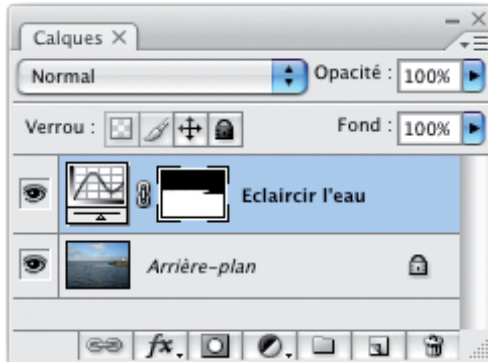 Calques
Normal Opacité : 100%
Verrou : Fond : 100%
Eclaircir l'eau
Arrière-plan
fx.